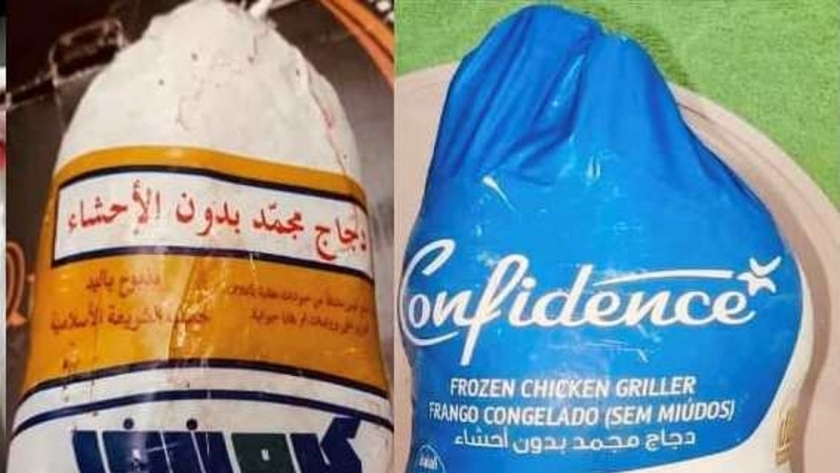 دجاج مجمّد بدون الأحشاء
مذبوح باليد
حسب الشريعة الأسلامية
Confidence
FROZEN CHICKEN GRILLER
FRANGO CONGELADO (SEM MIÚDOS)
دجاج مجمد بدون أحشاء